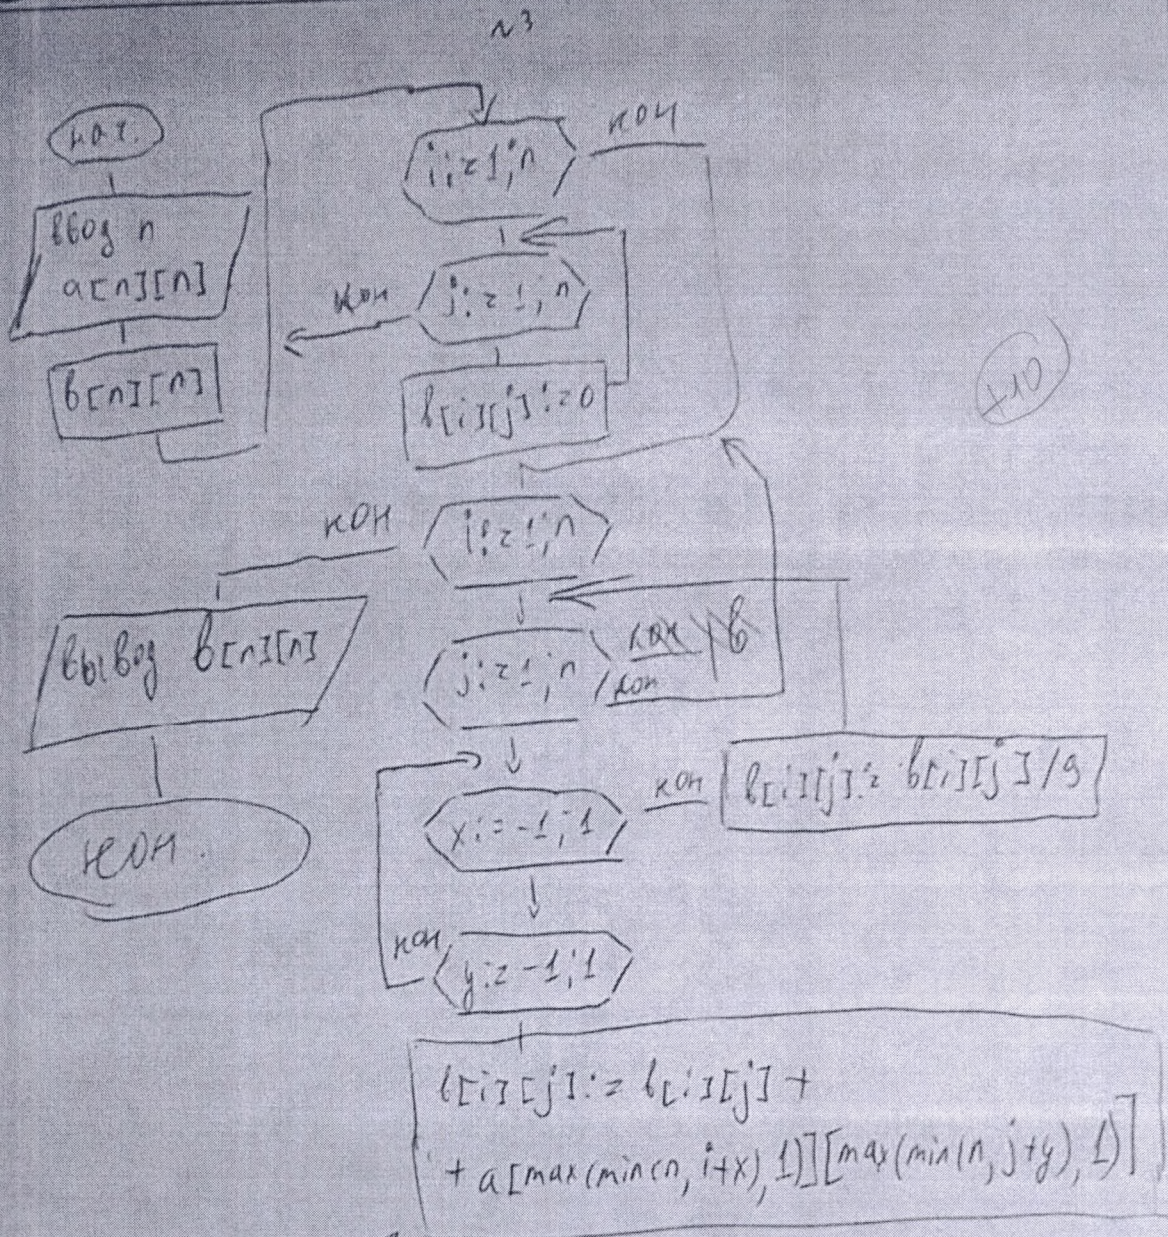 №3
нач.
ввод n
a[n][n]
b[n][n]
i:=1;n
кон
j:=1;n
кон
b[i][j]:=0
+10
i:=1;n
кон
вывод b[n][n]
кон.
j:=1;n
кон
кон
x:=-1;1
кон
b[i][j]:=b[i][j]/9
y:=-1;1
кон
b[i][j]:=b[i][j]+
+a[max(min(n,i+x),1)][max(min(n,j+y),1)]